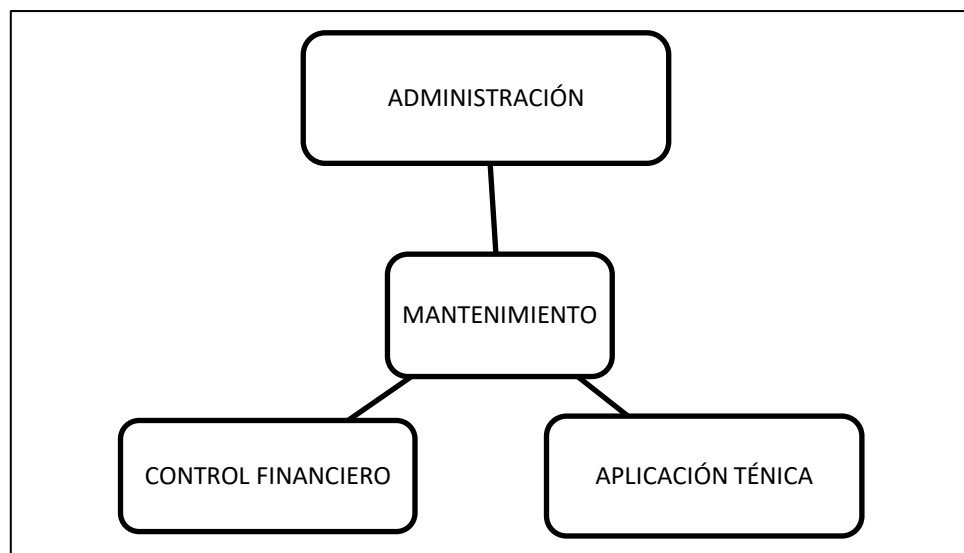 ADMINISTRACIÓN
MANTENIMIENTO
CONTROL FINANCIERO
APLICACIÓN TÉNICA